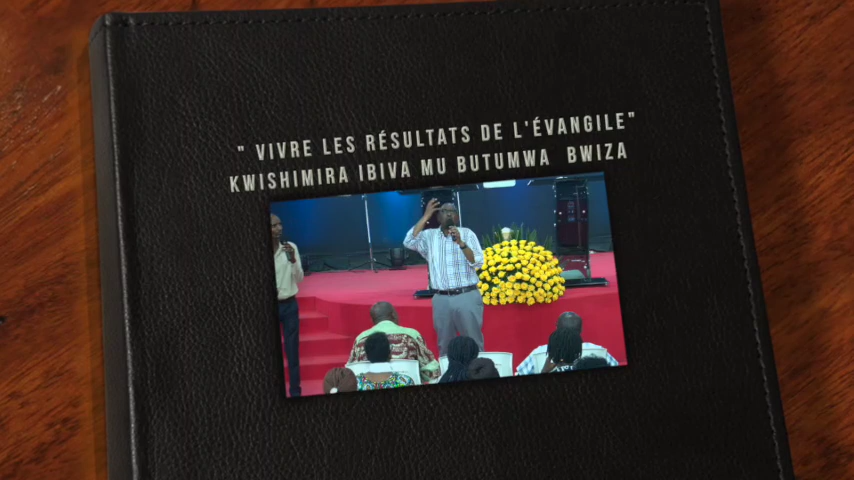 " VIVRE LES RÉSULTATS DE L'ÉVANGILE"
KWISHIMIRA IBIVA MU BUTUMWA BWIZA